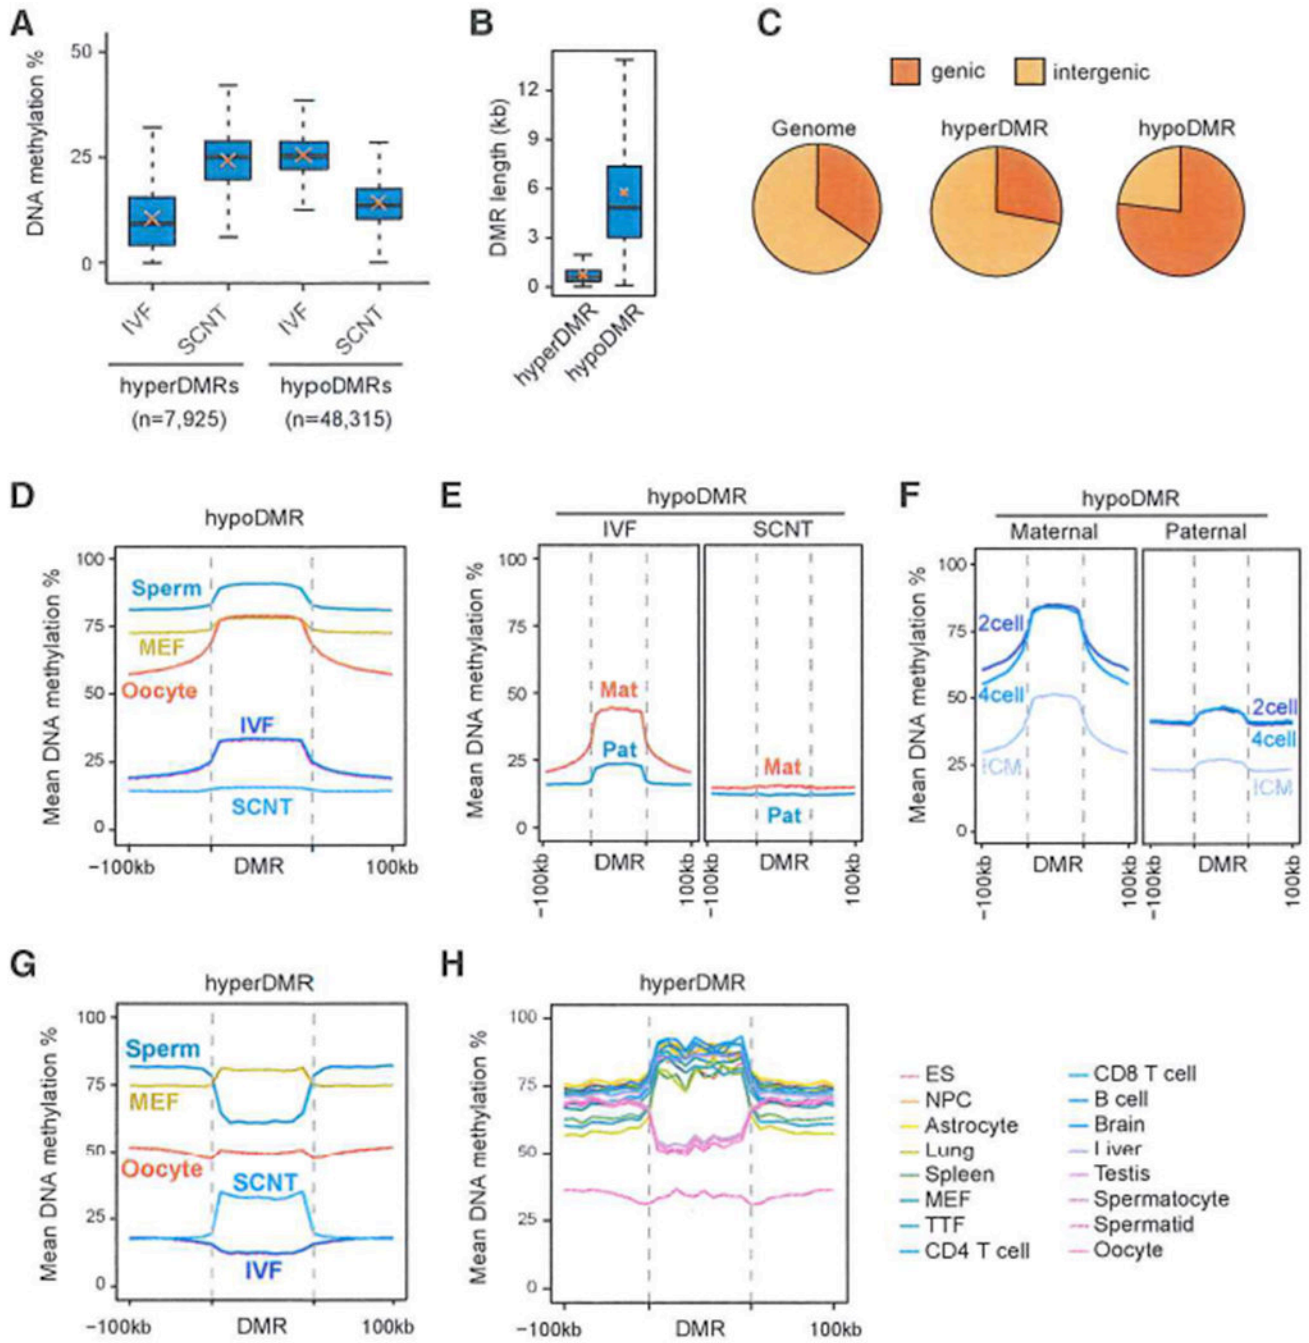 A
DNA methylation %
50
25
0
IVF
SCNT
IVF
SCNT
hyperDMRs
(n=7,925)
hypoDMRs
(n=48,315)
B
DMR length (kb)
12
9
6
3
0
hyperDMR
hypoDMR
C
genic
intergenic
Genome
hyperDMR
hypoDMR
D
hypoDMR
Mean DNA methylation %
100
75
50
25
0
Sperm
MEF
Oocyte
IVF
SCNT
−100kb
DMR
100kb
E
hypoDMR
IVF
SCNT
Mean DNA methylation %
100
75
50
25
0
Mat
Pat
Mat
Pat
−100kb
DMR
100kb
−100kb
DMR
100kb
F
hypoDMR
Maternal
Paternal
Mean DNA methylation %
100
75
50
25
0
2cell
4cell
ICM
2cell
4cell
ICM
−100kb
DMR
100kb
−100kb
DMR
100kb
G
hyperDMR
Mean DNA methylation %
100
75
50
25
0
Sperm
MEF
Oocyte
SCNT
IVF
−100kb
DMR
100kb
H
hyperDMR
Mean DNA methylation %
100
75
50
25
0
−100kb
DMR
100kb
ES
NPC
Astrocyte
Lung
Spleen
MEF
TTF
CD4 T cell
CD8 T cell
B cell
Brain
Liver
Testis
Spermatocyte
Spermatid
Oocyte